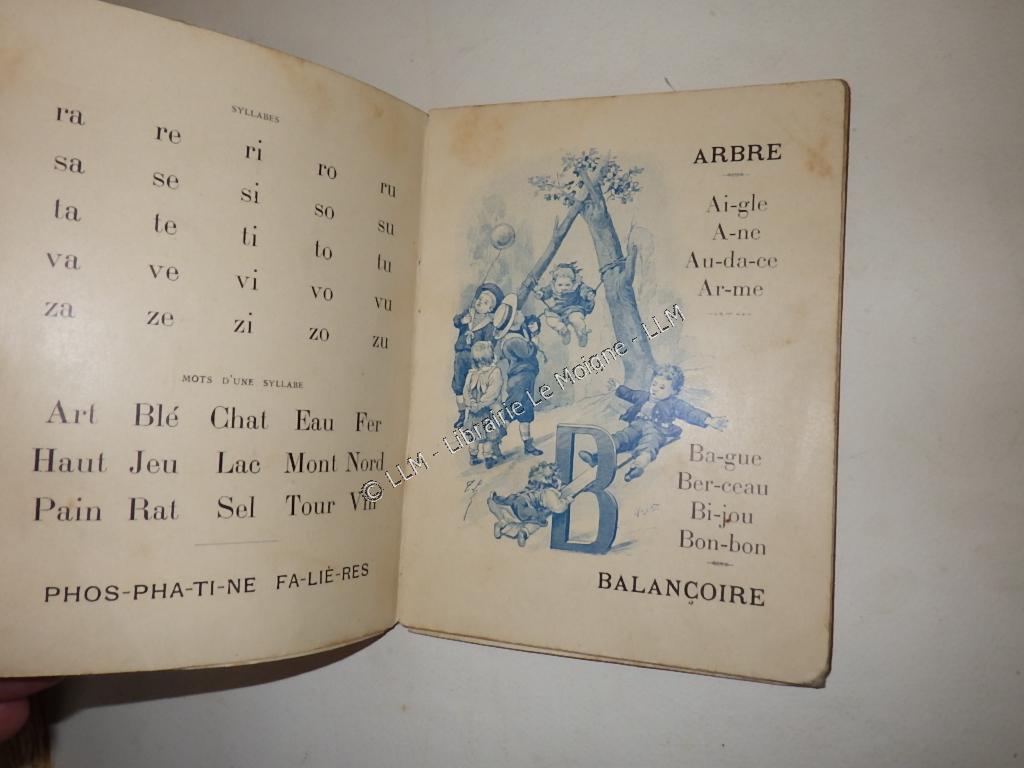 SYLLABES
ra re ri ro ru
sa se si so su
ta te ti to tu
va ve vi vo vu
za ze zi zo zu
MOTS D'UNE SYLLABE
Art Blé Chat Eau Fer
Haut Jeu Lac Mont Nord
Pain Rat Sel Tour Vin
PHOS-PHA-TI-NE FA-LIÈ-RES
ARBRE
Ai-gle
A-ne
Au-da-ce
Ar-me
B
Ba-gue
Ber-ceau
Bi-jou
Bon-bon
BALANÇOIRE
© LLM - Librairie Le Moigne - LLM